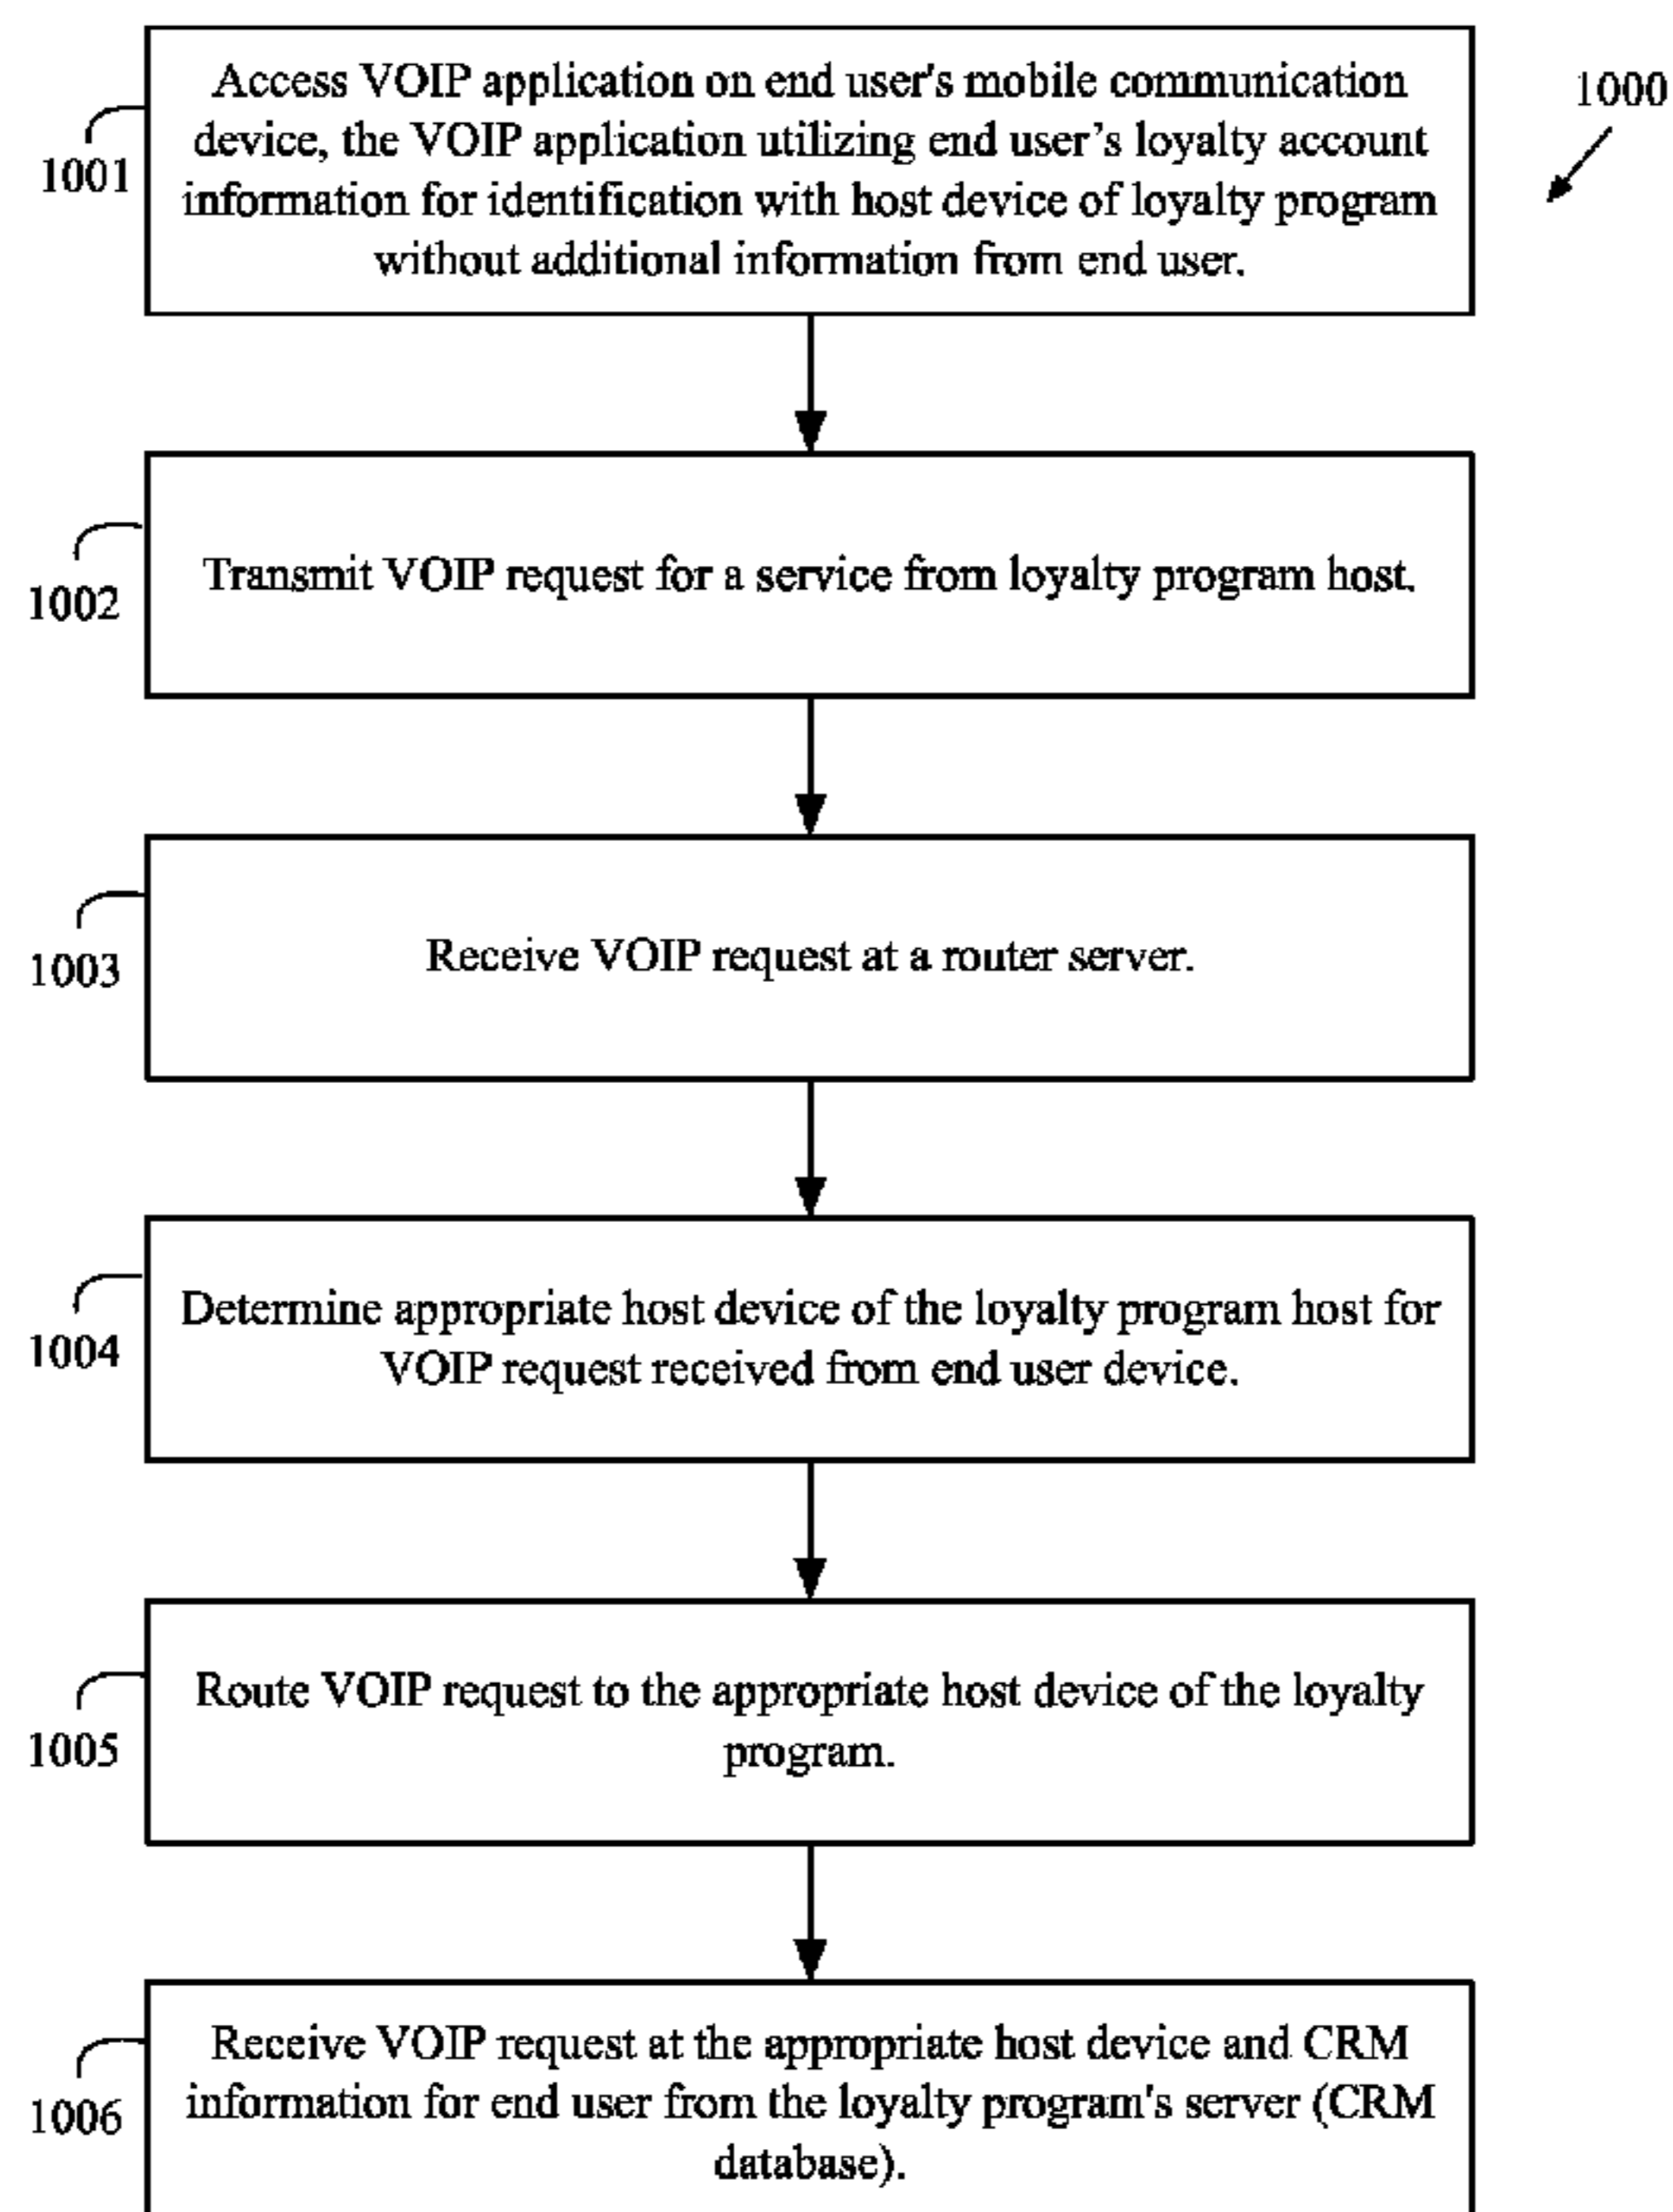 1000
Access VOIP application on end user's mobile communication
device, the VOIP application utilizing end user’s loyalty account
information for identification with host device of loyalty program
without additional information from end user.
1001
Transmit VOIP request for a service from loyalty program host.
1002
Receive VOIP request at a router server.
1003
Determine appropriate host device of the loyalty program host for
VOIP request received from end user device.
1004
Route VOIP request to the appropriate host device of the loyalty
program.
1005
Receive VOIP request at the appropriate host device and CRM
information for end user from the loyalty program's server (CRM
database).
1006